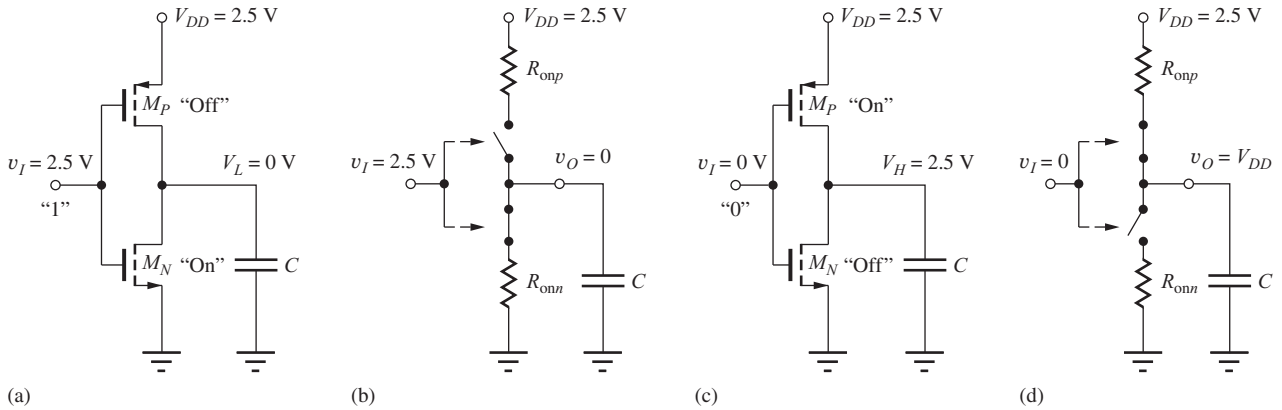 V_DD = 2.5 V
M_P "Off"
v_I = 2.5 V
V_L = 0 V
"1"
M_N "On"
C
(a)
V_DD = 2.5 V
R_onp
v_I = 2.5 V
v_O = 0
R_onn
C
(b)
V_DD = 2.5 V
M_P "On"
v_I = 0 V
V_H = 2.5 V
"0"
M_N "Off"
C
(c)
V_DD = 2.5 V
R_onp
v_I = 0
v_O = V_DD
R_onn
C
(d)